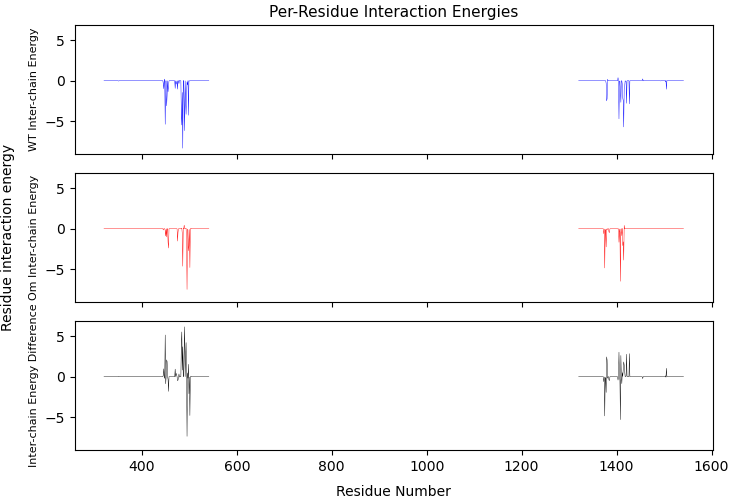 Per-Residue Interaction Energies
Residue interaction energy
WT Inter-chain Energy
5
0
−5
Om Inter-chain Energy
5
0
−5
Inter-chain Energy Difference
5
0
−5
400
600
800
1000
1200
1400
1600
Residue Number